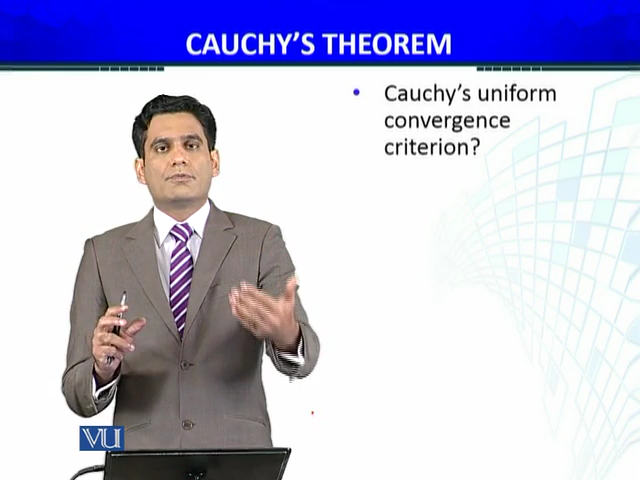 CAUCHY'S THEOREM
• Cauchy's uniform
convergence
criterion?
VU